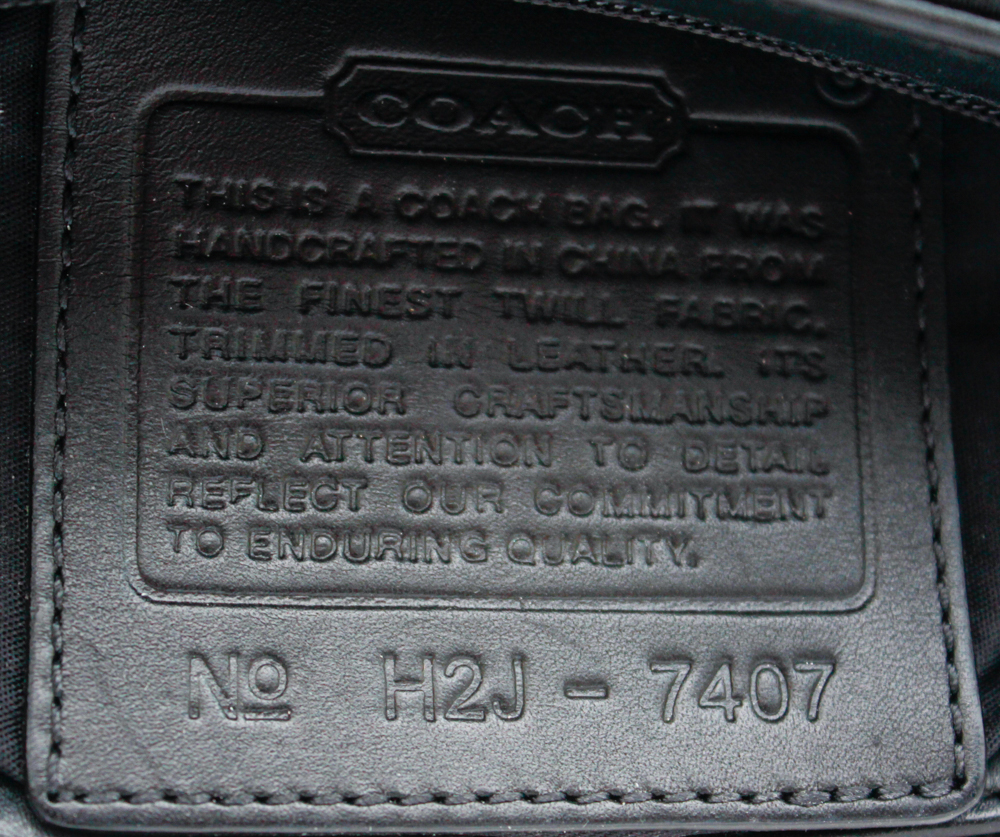 COACH
THIS IS A COACH BAG. IT WAS
HANDCRAFTED IN CHINA FROM
THE FINEST TWILL FABRIC,
TRIMMED IN LEATHER. ITS
SUPERIOR CRAFTSMANSHIP
AND ATTENTION TO DETAIL
REFLECT OUR COMMITMENT
TO ENDURING QUALITY.
No H2J - 7407